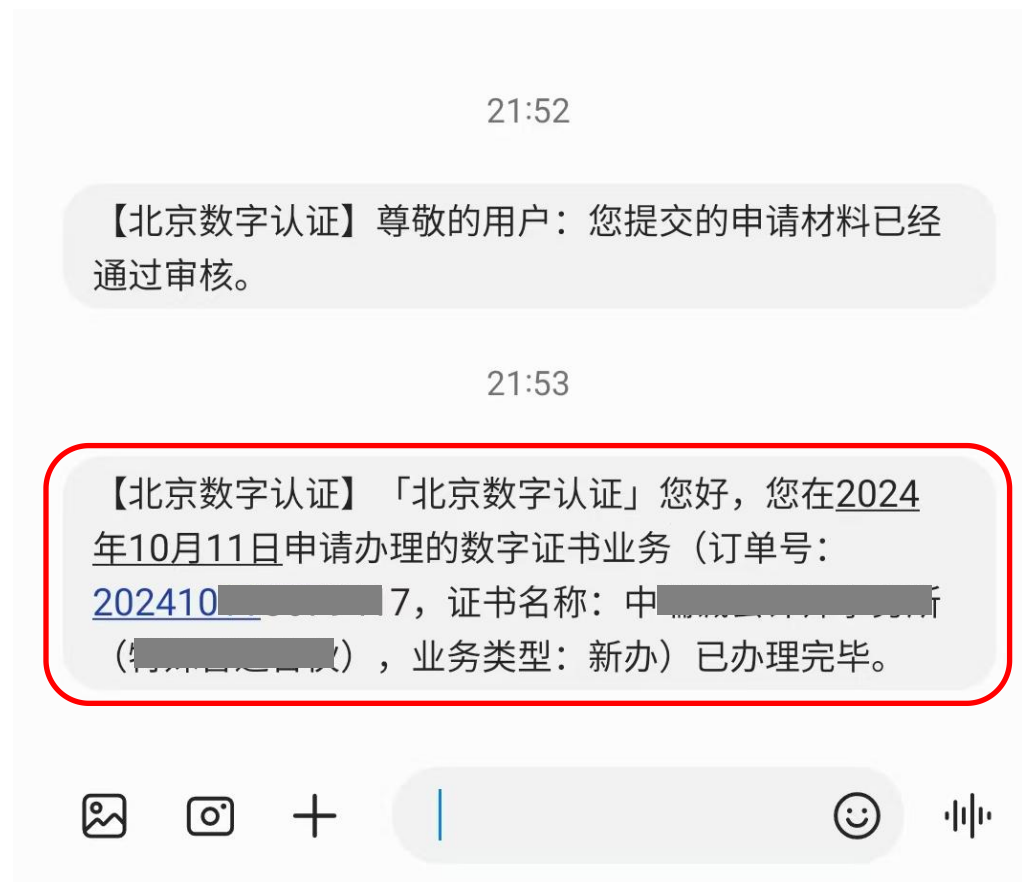 21:52
【北京数字认证】尊敬的用户：您提交的申请材料已经
通过审核。
21:53
【北京数字认证】「北京数字认证」您好，您在2024
年10月11日申请办理的数字证书业务（订单号：
202410 7，证书名称：中 所
（ ），业务类型：新办）已办理完毕。